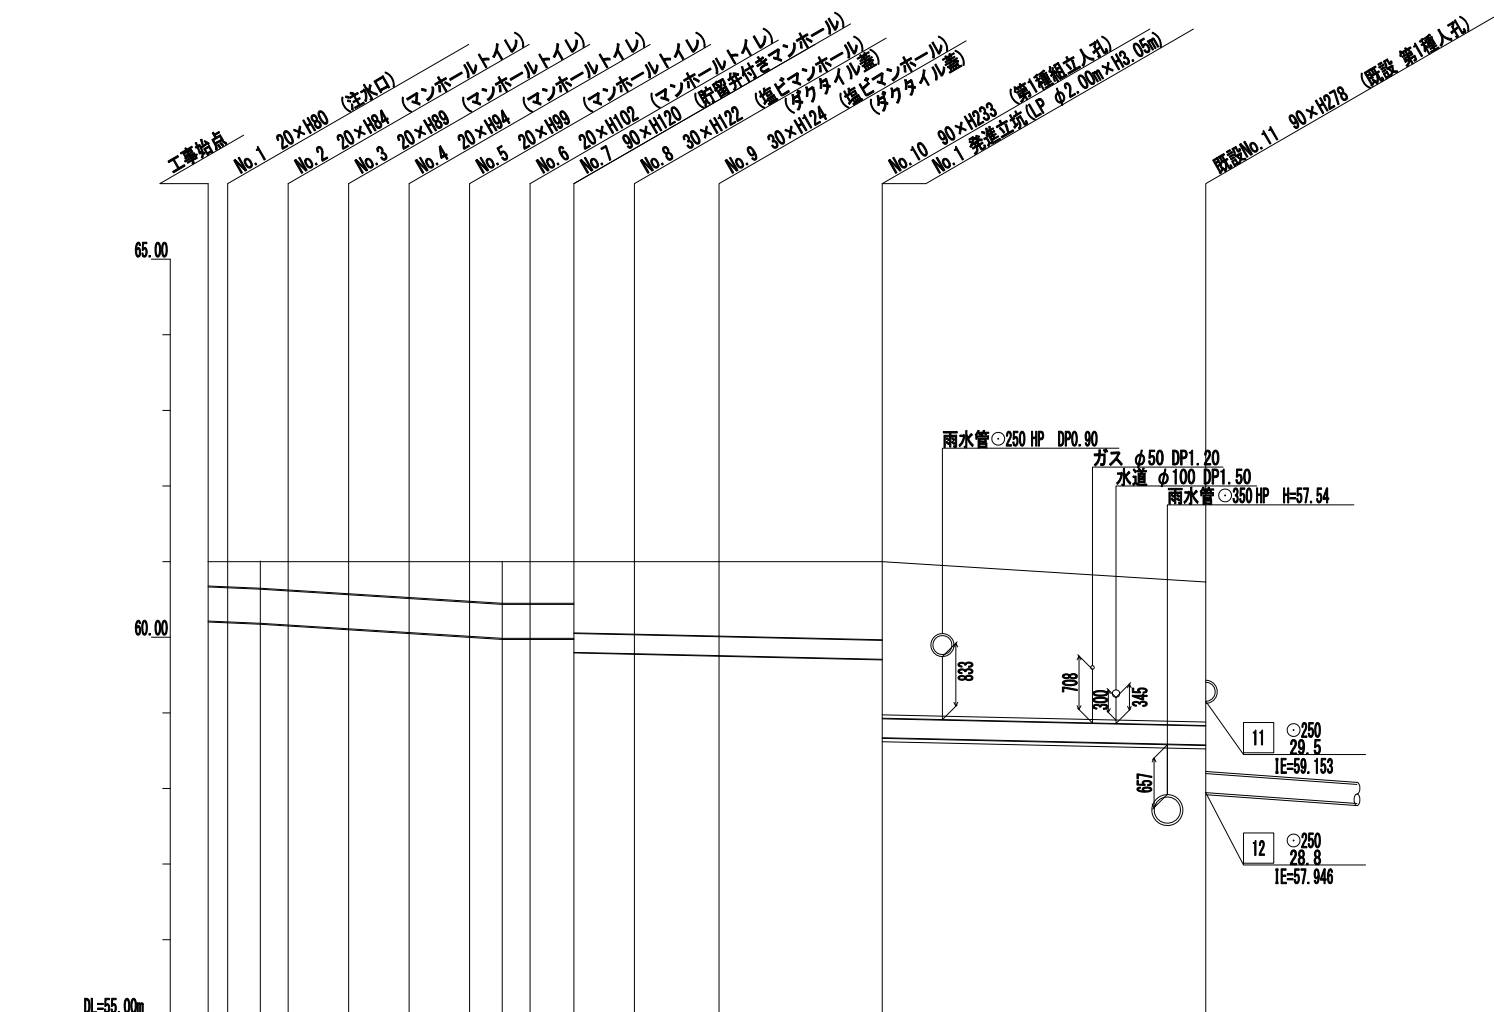 工事始点
No.1　20×H80　(注水口)
No.2　20×H84　(マンホールトイレ)
No.3　20×H89　(マンホールトイレ)
No.4　20×H94　(マンホールトイレ)
No.5　20×H99　(マンホールトイレ)
No.6　20×H102　(マンホールトイレ)
No.7　90×H120　(貯留弁付きマンホール)
No.8　30×H122　(塩ビマンホール)
(ダクタイル蓋)
No.9　30×H124　(塩ビマンホール)
(ダクタイル蓋)
No.10　90×H233　(第1種組立人孔)
No.1 発進立坑(LP φ2.00m×H3.05m)
既設No.11　90×H278　(既設 第1種人孔)
65.00
雨水管⊙250 HP　DP0.90
ガス φ50 DP1.20
水道 φ100 DP1.50
雨水管⊙350 HP　H=57.54
60.00
833
708
300
345
657
11
⊙250
29.5
IE=59.153
12
⊙250
28.8
IE=57.946
DL=55.00m